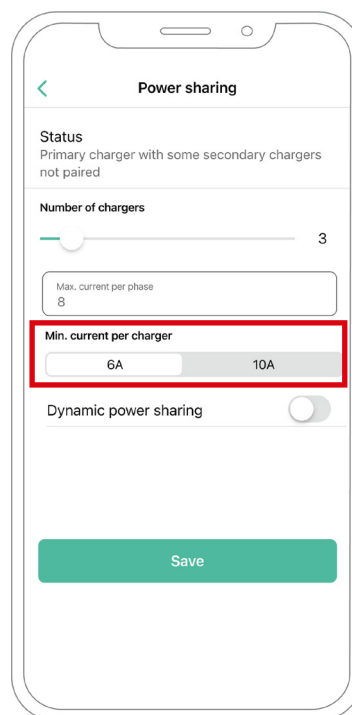 Power sharing
Status
Primary charger with some secondary chargers
not paired
Number of chargers
3
Max. current per phase
8
Min. current per charger
6A 10A
Dynamic power sharing
Save